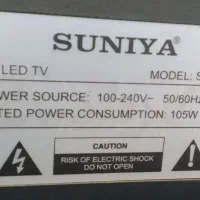 SUNIYA
LED TV
MODEL: S
WER SOURCE: 100-240V~ 50/60Hz
TED POWER CONSUMPTION: 105W
CAUTION
RISK OF ELECTRIC SHOCK
DO NOT OPEN